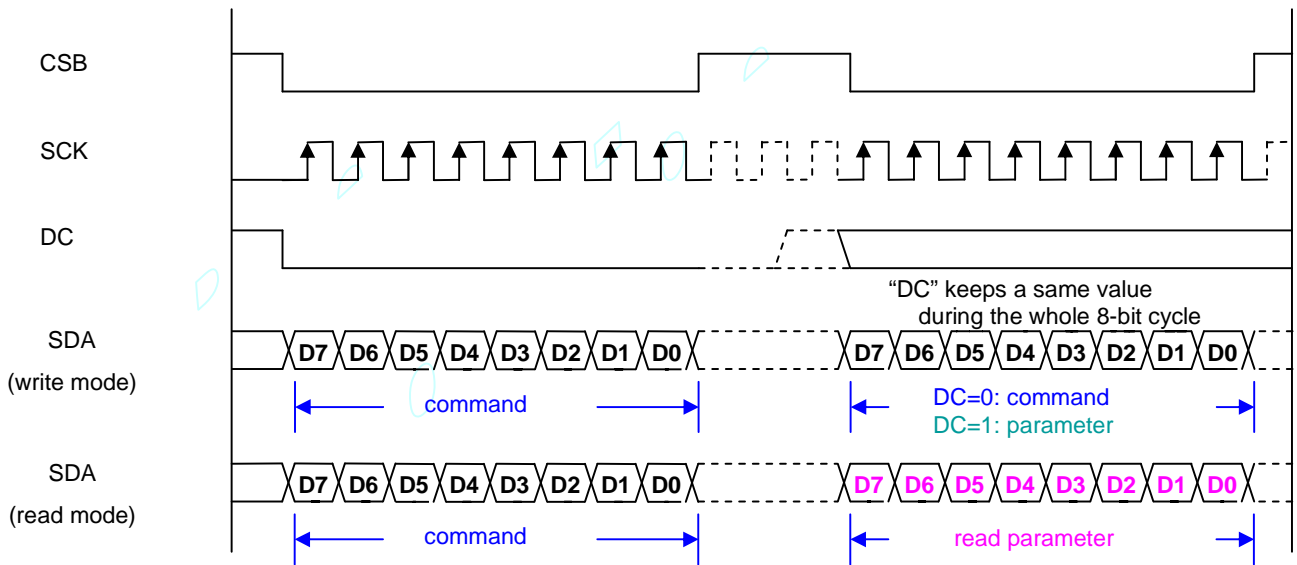 CSB
SCK
DC
“DC” keeps a same value
during the whole 8-bit cycle
SDA
(write mode)
D7 D6 D5 D4 D3 D2 D1 D0 D7 D6 D5 D4 D3 D2 D1 D0
command
DC=0: command
DC=1: parameter
SDA
(read mode)
D7 D6 D5 D4 D3 D2 D1 D0 D7 D6 D5 D4 D3 D2 D1 D0
command read parameter